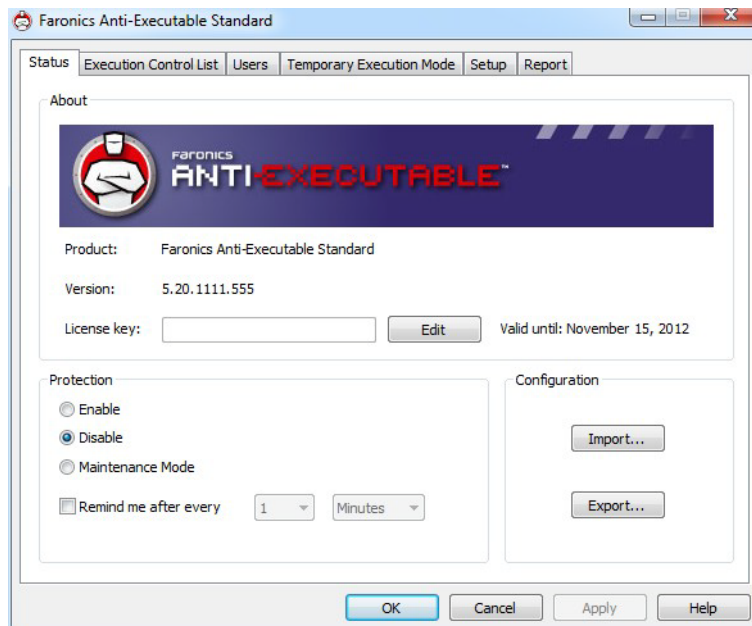 Faronics Anti-Executable Standard
Status Execution Control List Users Temporary Execution Mode Setup Report
About
FARONICS
ANTI-EXECUTABLE™
Product: Faronics Anti-Executable Standard
Version: 5.20.1111.555
License key: Edit Valid until: November 15, 2012
Protection
Enable
Disable
Maintenance Mode
Remind me after every 1 Minutes
Configuration
Import...
Export...
OK Cancel Apply Help